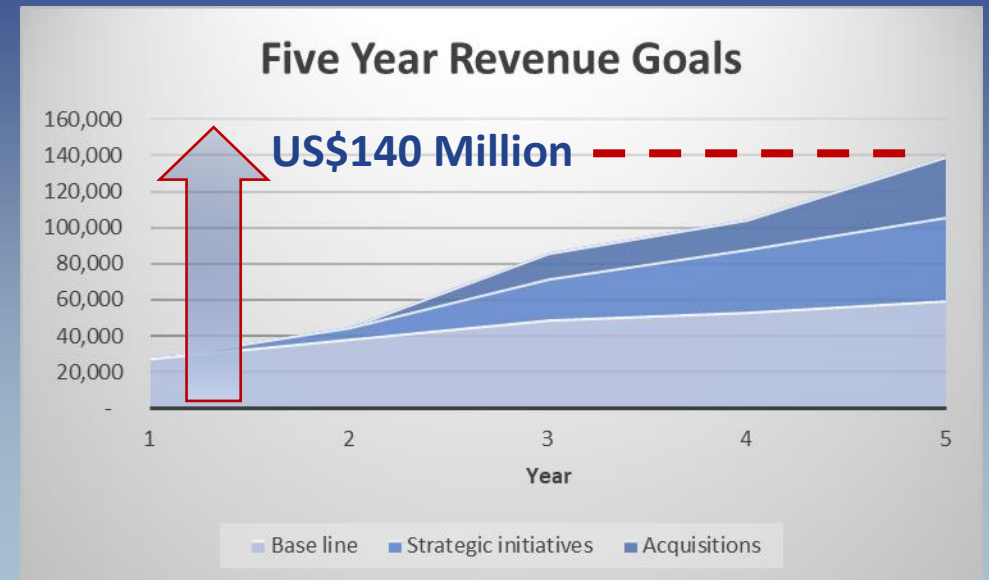 Five Year Revenue Goals
160,000
140,000
120,000
100,000
80,000
60,000
40,000
20,000
-
US$140 Million
1 2 3 4 5
Year
Base line Strategic initiatives Acquisitions